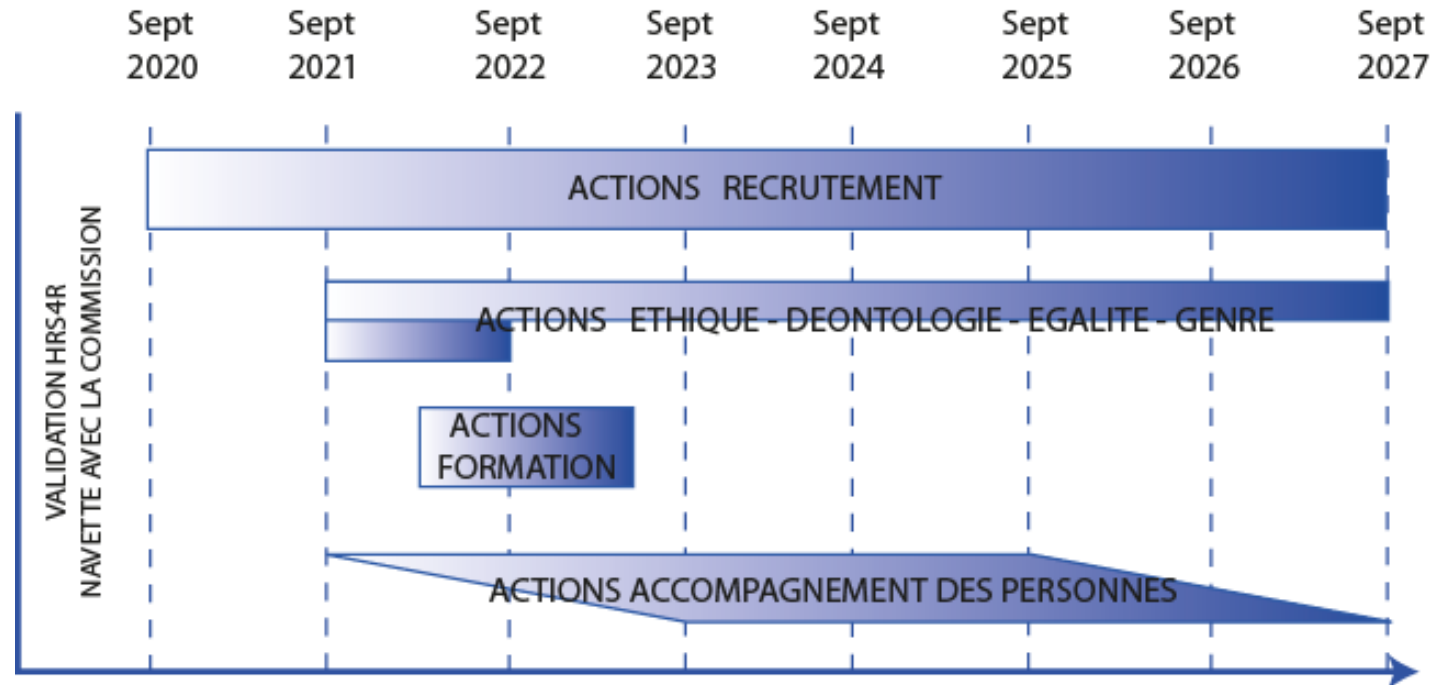 Sept 2020
Sept 2021
Sept 2022
Sept 2023
Sept 2024
Sept 2025
Sept 2026
Sept 2027
VALIDATION HRS4R
NAVETTE AVEC LA COMMISSION
ACTIONS RECRUTEMENT
ACTIONS ETHIQUE - DEONTOLOGIE - EGALITE - GENRE
ACTIONS
FORMATION
ACTIONS ACCOMPAGNEMENT DES PERSONNES